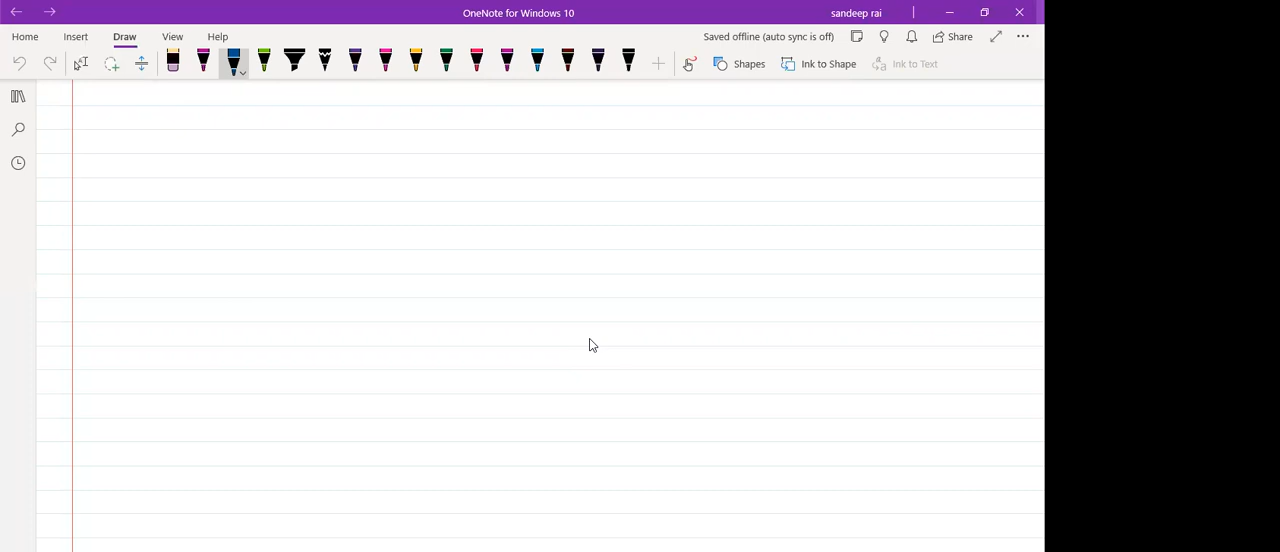 OneNote for Windows 10
sandeep rai
Home Insert Draw View Help
Saved offline (auto sync is off)
Share
Shapes
Ink to Shape
Ink to Text